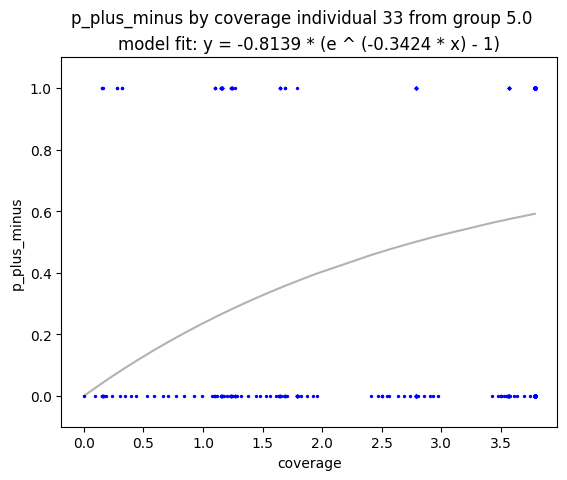 p_plus_minus by coverage individual 33 from group 5.0
model fit: y = -0.8139 * (e ^ (-0.3424 * x) - 1)
1.0
0.8
0.6
0.4
0.2
0.0
p_plus_minus
0.0 0.5 1.0 1.5 2.0 2.5 3.0 3.5
coverage